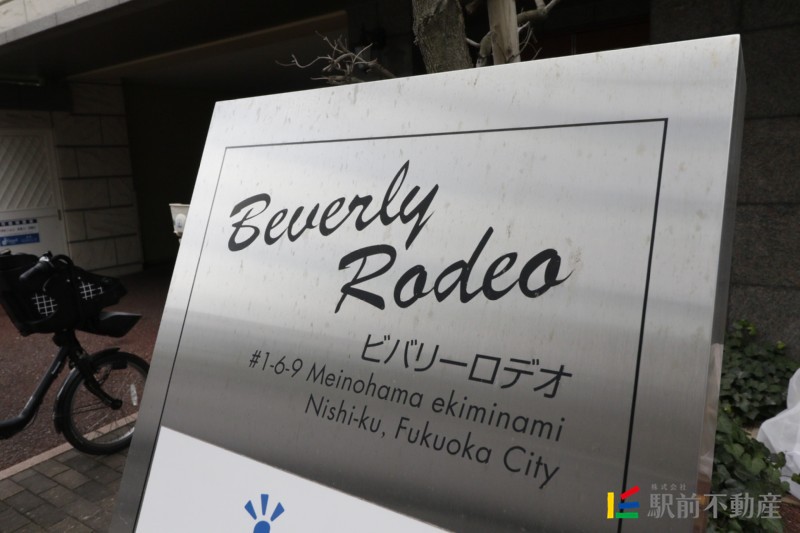 Beverly
Rodeo
ビバリーロデオ
#1-6-9 Meinohama ekiminami
Nishi-ku, Fukuoka City
株式会社
駅前不動産